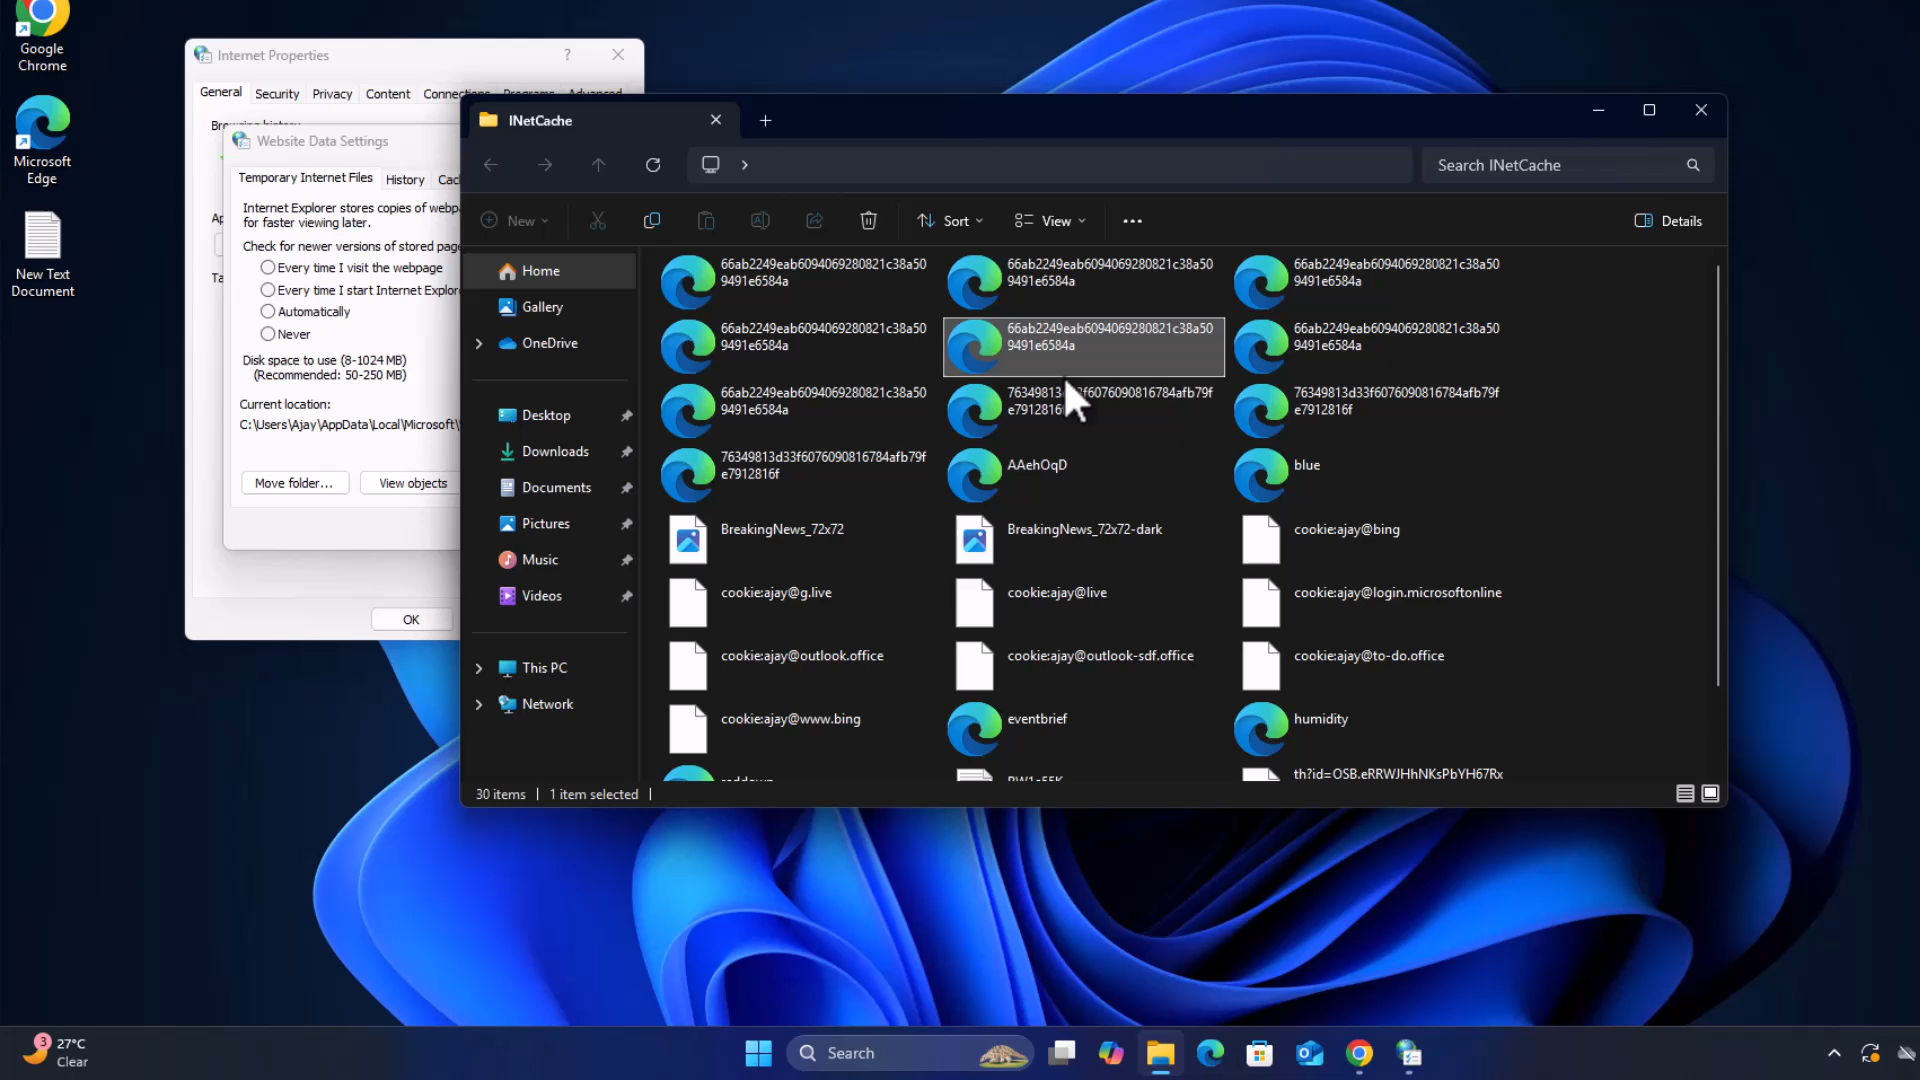 Google
Chrome
Microsoft
Edge
New Text
Document
Internet Properties
?
General
Security
Privacy
Content
Website Data Settings
Temporary Internet Files
History
Internet Explorer stores copies of
for faster viewing later.
Check for newer versions of stored
Every time I visit the webpage
Every time I start Internet
Automatically
Never
Disk space to use (8-1024 MB)
(Recommended: 50-250 MB)
Current location:
C:\Users\Ajay\AppData\Local\Microsoft\
Move folder...
View objects
OK
INetCache
Search INetCache
New
Sort
View
Details
Home
Gallery
OneDrive
Desktop
Downloads
Documents
Pictures
Music
Videos
This PC
Network
66ab2249eab6094069280821c38a50
9491e6584a
66ab2249eab6094069280821c38a50
9491e6584a
66ab2249eab6094069280821c38a50
9491e6584a
66ab2249eab6094069280821c38a50
9491e6584a
66ab2249eab6094069280821c38a50
9491e6584a
66ab2249eab6094069280821c38a50
9491e6584a
66ab2249eab6094069280821c38a50
9491e6584a
76349813d33f6076090816784afb79f
e7912816f
76349813d33f6076090816784afb79f
e7912816f
AAehOqD
blue
BreakingNews_72x72
BreakingNews_72x72-dark
cookie:ajay@bing
cookie:ajay@g.live
cookie:ajay@live
cookie:ajay@login.microsoftonline
cookie:ajay@outlook.office
cookie:ajay@outlook-sdf.office
cookie:ajay@to-do.office
cookie:ajay@www.bing
eventbrief
humidity
th?id=OSB.eRRWJHhNKsPbYH67Rx
30 items
1 item selected
3
27°C
Clear
Search